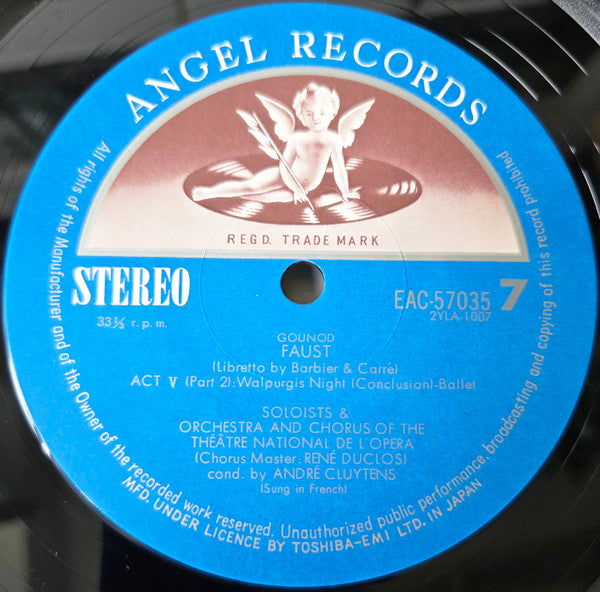 ANGEL RECORDS
REGD. TRADE MARK
STEREO
33⅓ r.p.m.
EAC-57035 7
2YLA-1007
GOUNOD
FAUST
(Libretto by Barbier & Carré)
ACT V (Part 2):Walpurgis Night (Conclusion)-Ballet
SOLOISTS &
ORCHESTRA AND CHORUS OF THE
THÉÂTRE NATIONAL DE L'OPERA
(Chorus Master: RENÉ DUCLOS)
cond. by ANDRÉ CLUYTENS
(Sung in French)
All rights of the Manufacturer and of the Owner of the recorded work reserved. Unauthorized public performance, broadcasting and copying of this record prohibited
MFD. UNDER LICENCE BY TOSHIBA-EMI LTD. IN JAPAN